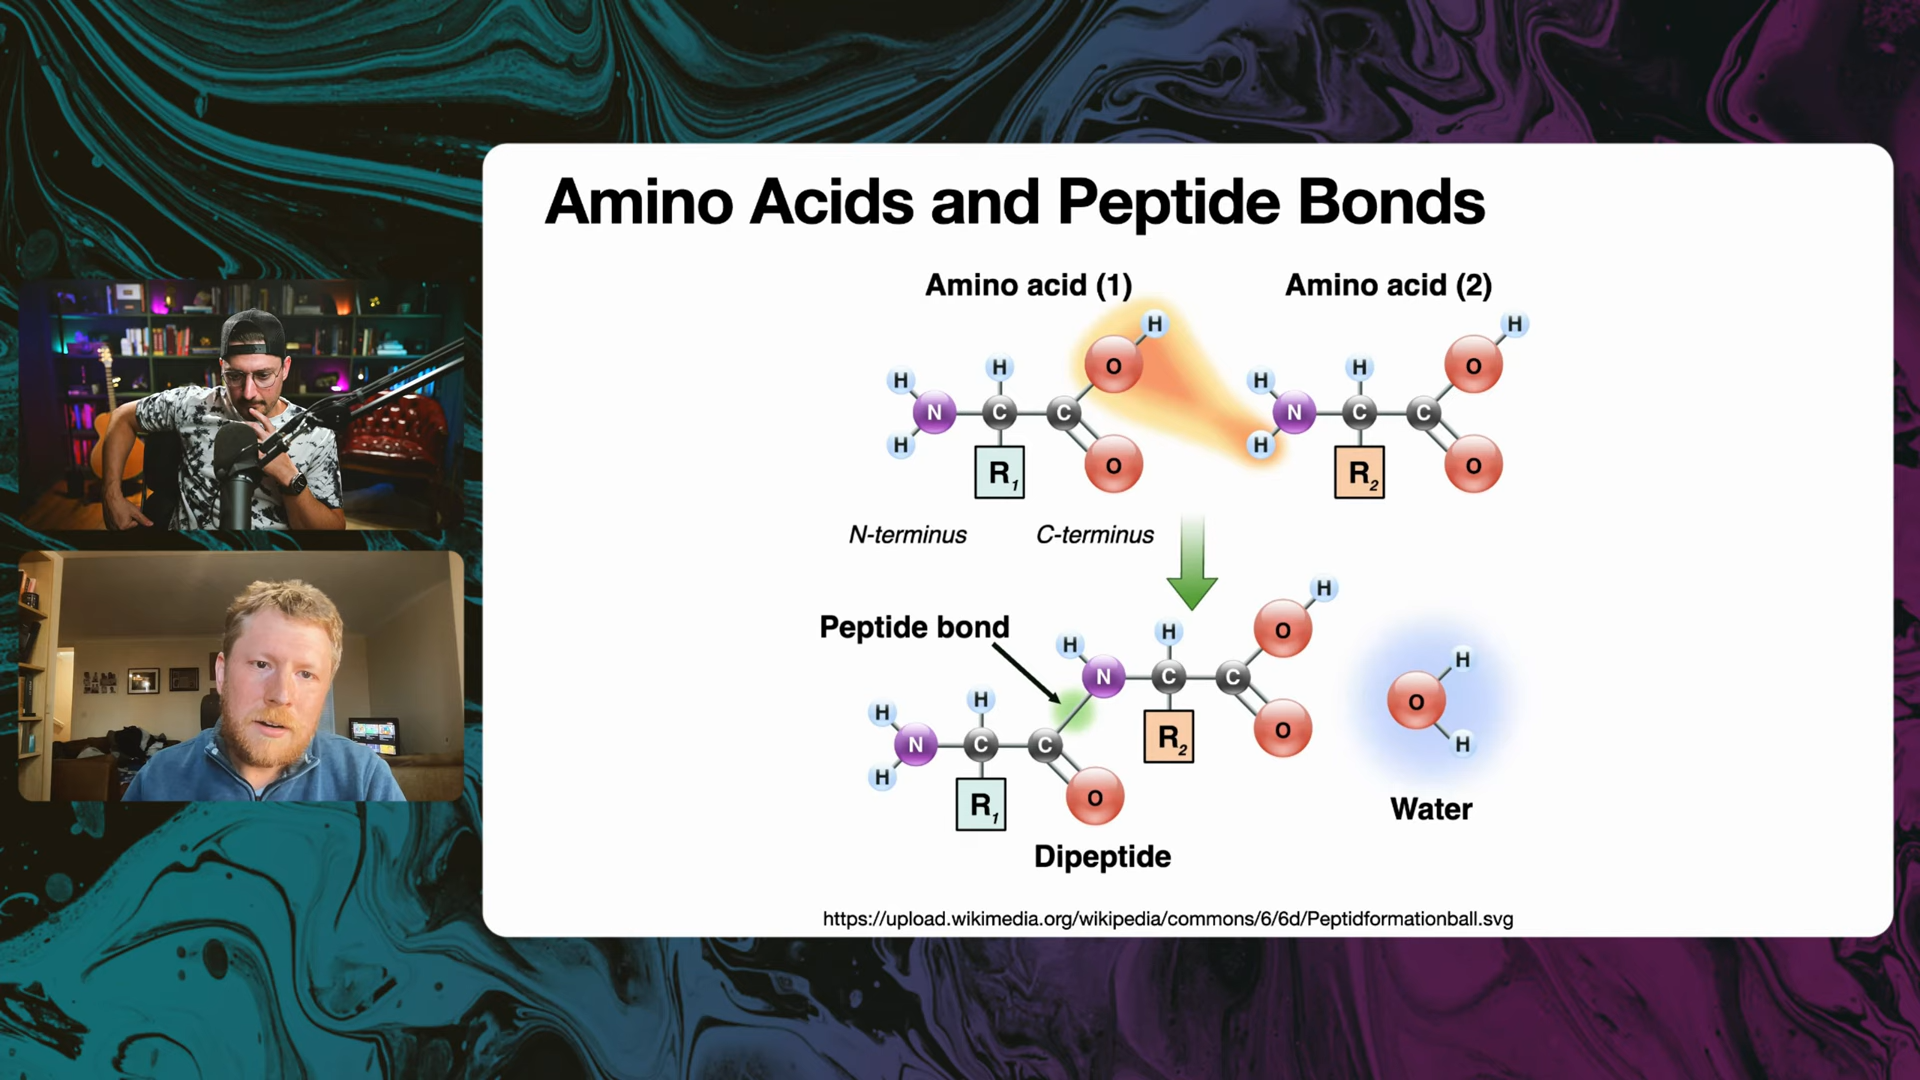 Amino Acids and Peptide Bonds
Amino acid (1) Amino acid (2)
H H
H H O H H O
N C C N C C
H O H O
R1 R2
N-terminus C-terminus
H
Peptide bond H H O H
N C C
H H O O
N C C R2 H
H O
R1 Water
Dipeptide
https://upload.wikimedia.org/wikipedia/commons/6/6d/Peptidformationball.svg